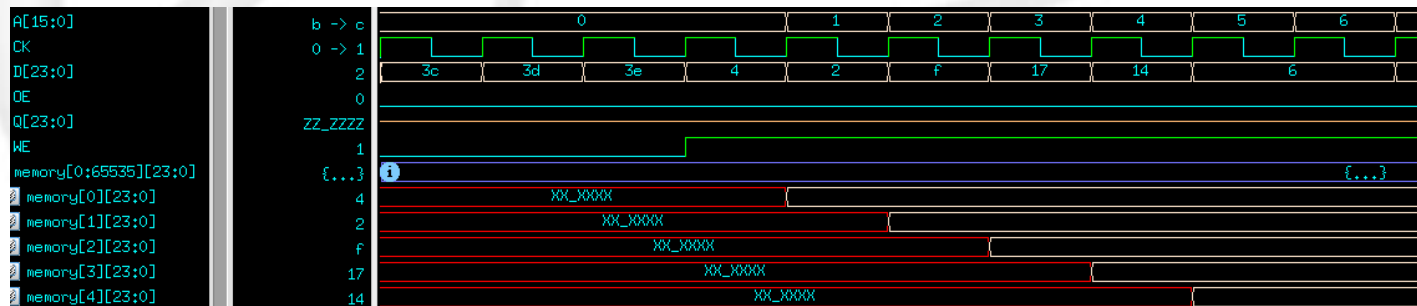 A[15:0] b -> c 0 1 2 3 4 5 6
CK 0 -> 1
D[23:0] 2 3c 3d 3e 4 2 f 17 14 6
OE 0
Q[23:0] ZZ_ZZZZ
WE 1
memory[0:65535][23:0] {...} i {...}
memory[0][23:0] 4 XX_XXXX
memory[1][23:0] 2 XX_XXXX
memory[2][23:0] f XX_XXXX
memory[3][23:0] 17 XX_XXXX
memory[4][23:0] 14 XX_XXXX